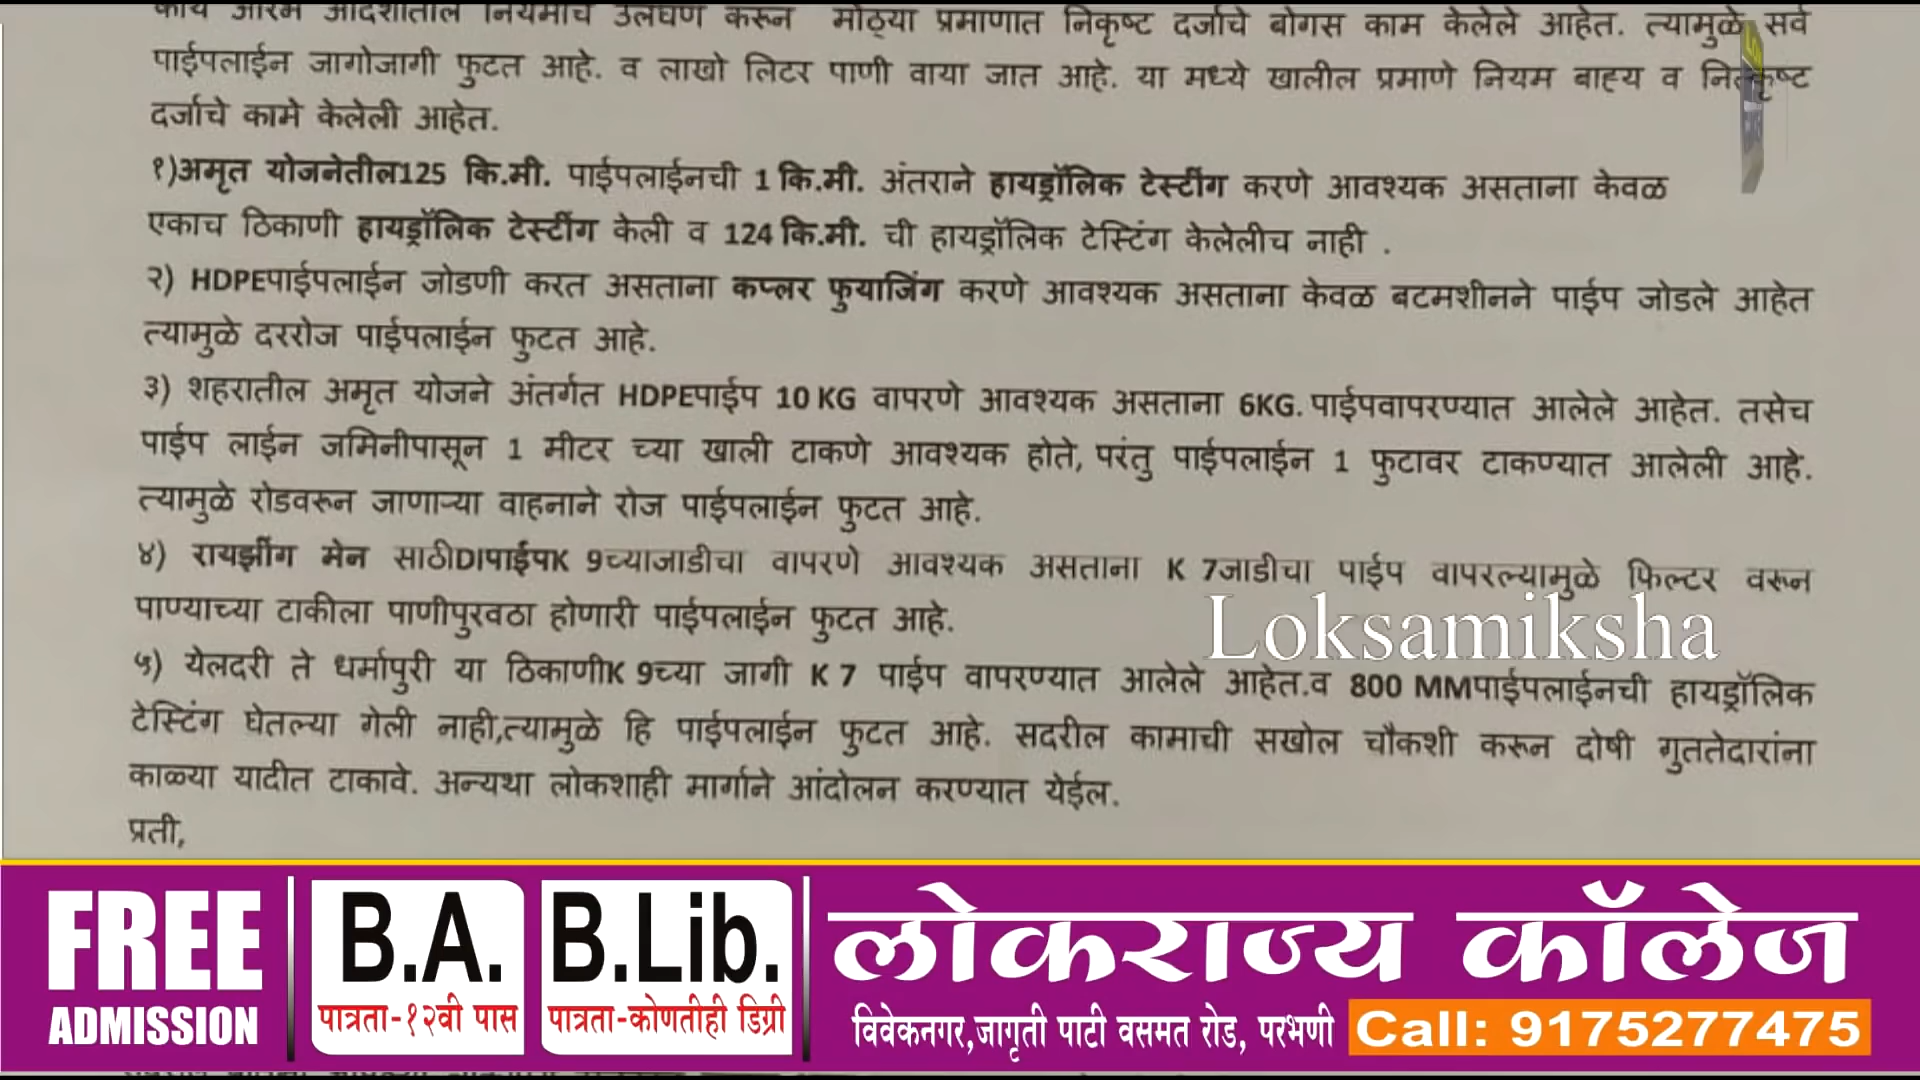 कार्य आरंभ आदेशातील नियमांचे उलंघण करून मोठ्या प्रमाणात निकृष्ट दर्जाचे बोगस काम केलेले आहेत. त्यामुळे सर्व
पाईपलाईन जागोजागी फुटत आहे. व लाखो लिटर पाणी वाया जात आहे. या मध्ये खालील प्रमाणे नियम बाह्य व
दर्जाचे कामे केलेली आहेत.
१)अमृत योजनेतील125 कि.मी. पाईपलाईनची 1 कि.मी. अंतराने हायड्रॉलिक टेस्टींग करणे आवश्यक असताना केवळ
एकाच ठिकाणी हायड्रॉलिक टेस्टींग केली व 124 कि.मी. ची हायड्रॉलिक टेस्टिंग केलेलीच नाही .
२) HDPEपाईपलाईन जोडणी करत असताना कप्लर फुयाजिंग करणे आवश्यक असताना केवळ बटमशीनने पाईप जोडले आहेत
त्यामुळे दररोज पाईपलाईन फुटत आहे.
३) शहरातील अमृत योजने अंतर्गत HDPEपाईप 10 KG वापरणे आवश्यक असताना 6KG. पाईपवापरण्यात आलेले आहेत. तसेच
पाईप लाईन जमिनीपासून 1 मीटर च्या खाली टाकणे आवश्यक होते, परंतु पाईपलाईन 1 फुटावर टाकण्यात आलेली आहे.
त्यामुळे रोडवरून जाणाऱ्या वाहनाने रोज पाईपलाईन फुटत आहे.
४) रायझींग मेन साठीDIपाईपK 9च्याजाडीचा वापरणे आवश्यक असताना K 7जाडीचा पाईप वापरल्यामुळे फिल्टर वरून
पाण्याच्या टाकीला पाणीपुरवठा होणारी पाईपलाईन फुटत आहे.
Loksamiksha
५) येलदरी ते धर्मापुरी या ठिकाणीK 9च्या जागी K 7 पाईप वापरण्यात आलेले आहेत.व 800 MMपाईपलाईनची हायड्रॉलिक
टेस्टिंग घेतल्या गेली नाही,त्यामुळे हि पाईपलाईन फुटत आहे. सदरील कामाची सखोल चौकशी करून दोषी गुततेदारांना
काळ्या यादीत टाकावे. अन्यथा लोकशाही मार्गाने आंदोलन करण्यात येईल.
प्रती,
FREE
ADMISSION
B.A.
पात्रता-१२वी पास
B.Lib.
पात्रता-कोणतीही डिग्री
लोकराज्य कॉलेज
विवेकनगर,जागृती पाटी वसमत रोड, परभणी
Call: 9175277475